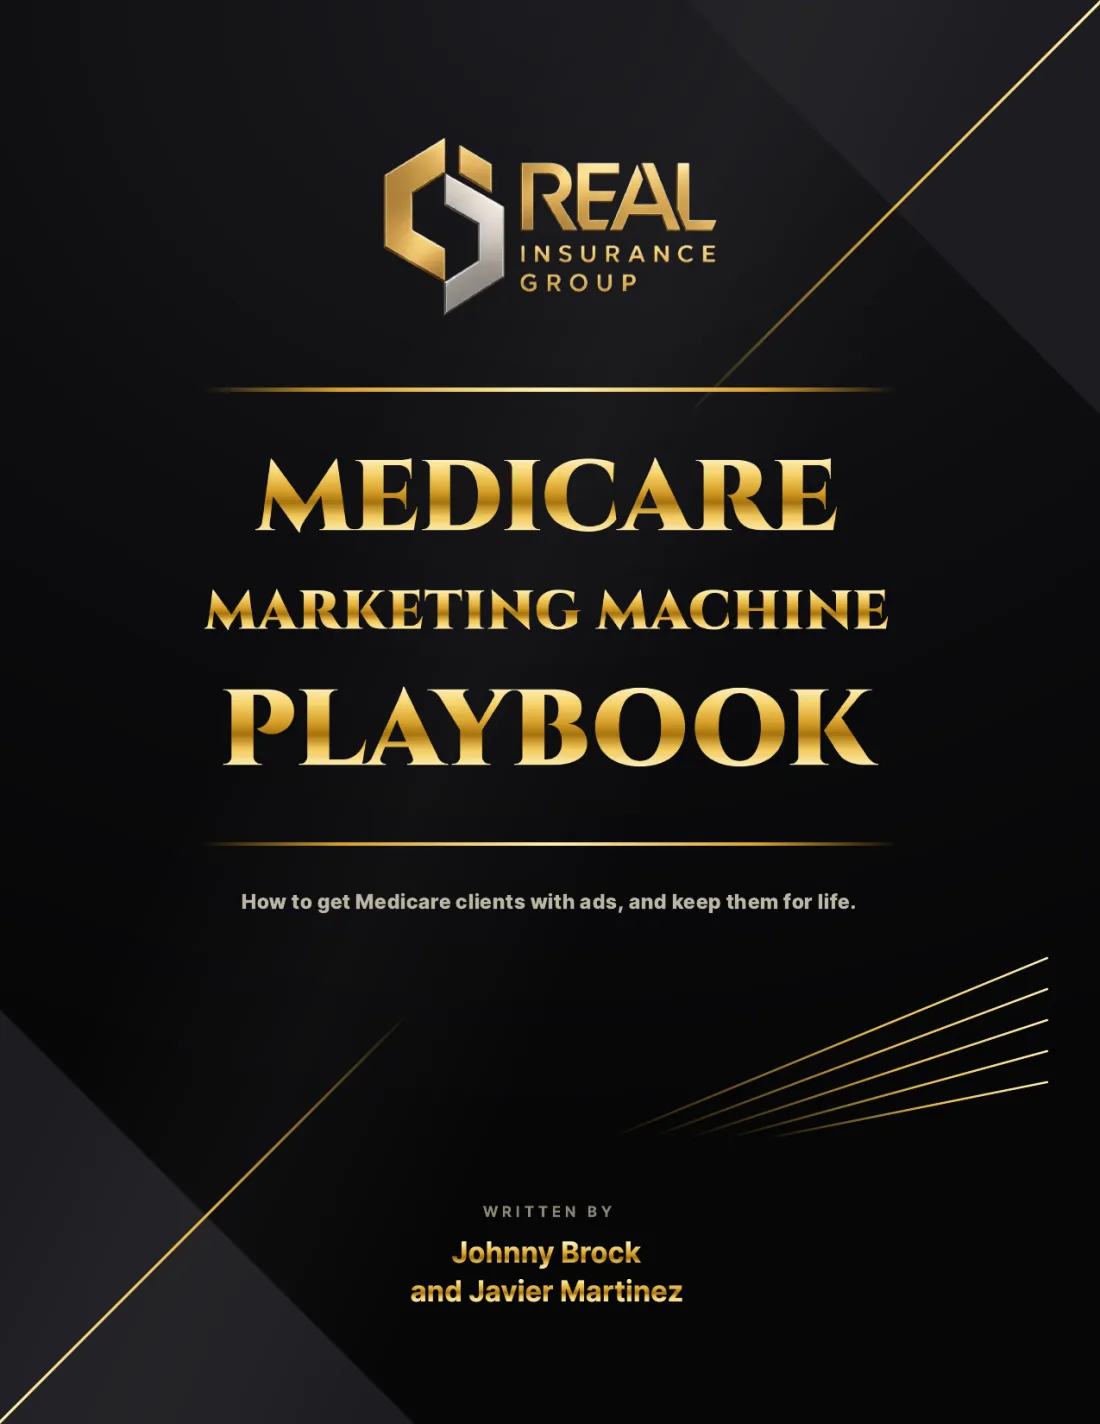 REAL
INSURANCE
GROUP
MEDICARE
MARKETING MACHINE
PLAYBOOK
How to get Medicare clients with ads, and keep them for life.
WRITTEN BY
Johnny Brock
and Javier Martinez